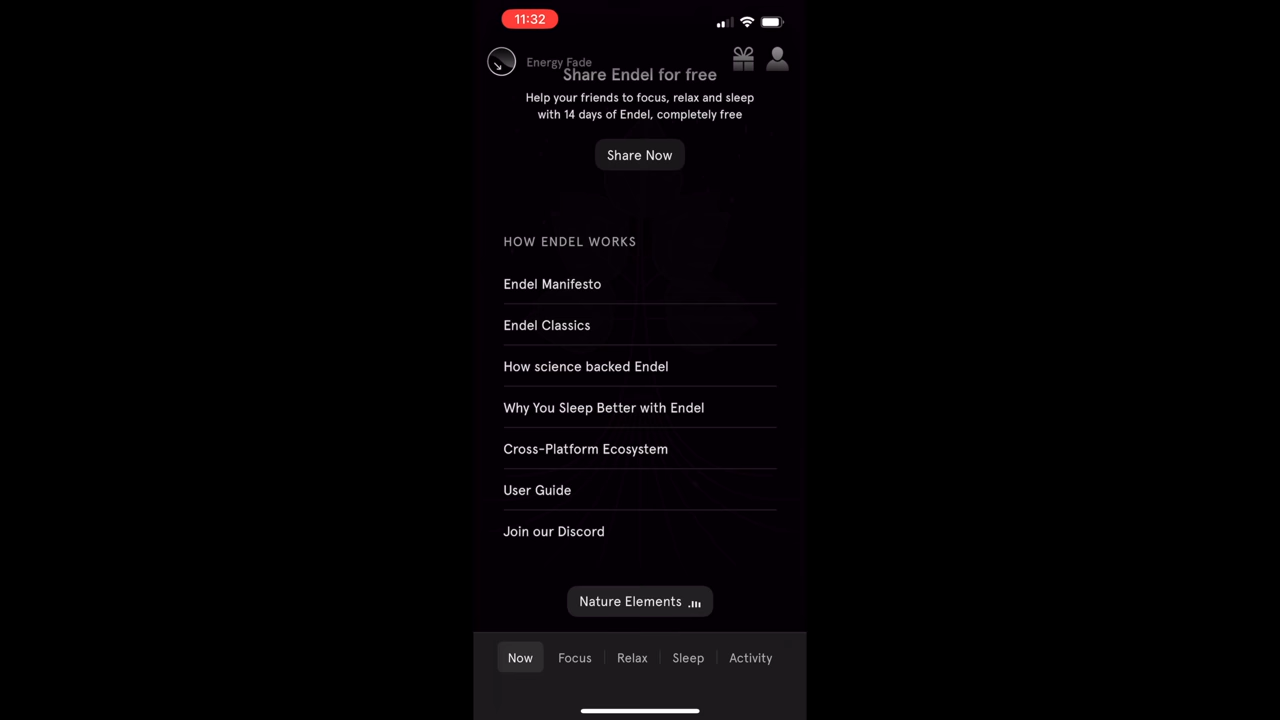 11:32
Energy Fade
Share Endel for free
Help your friends to focus, relax and sleep
with 14 days of Endel, completely free
Share Now
HOW ENDEL WORKS
Endel Manifesto
Endel Classics
How science backed Endel
Why You Sleep Better with Endel
Cross-Platform Ecosystem
User Guide
Join our Discord
Nature Elements
Now Focus Relax Sleep Activity